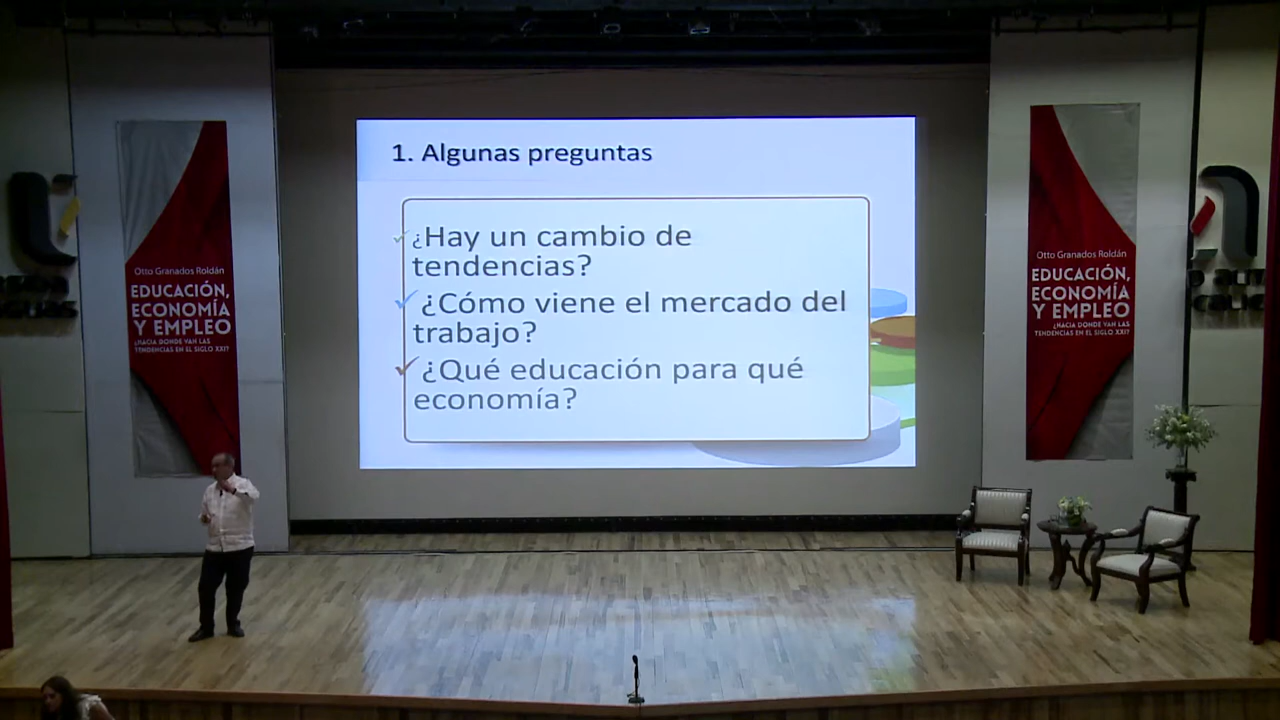 1. Algunas preguntas
¿Hay un cambio de
tendencias?
¿Cómo viene el mercado del
trabajo?
¿Qué educación para qué
economía?
Otto Granados Roldán
EDUCACIÓN,
ECONOMÍA
Y EMPLEO
¿HACIA DONDE VAN LAS
TENDENCIAS EN EL SIGLO XXI?
Otto Granados Roldán
EDUCACIÓN,
ECONOMÍA
Y EMPLEO
¿HACIA DONDE VAN LAS
TENDENCIAS EN EL SIGLO XXI?